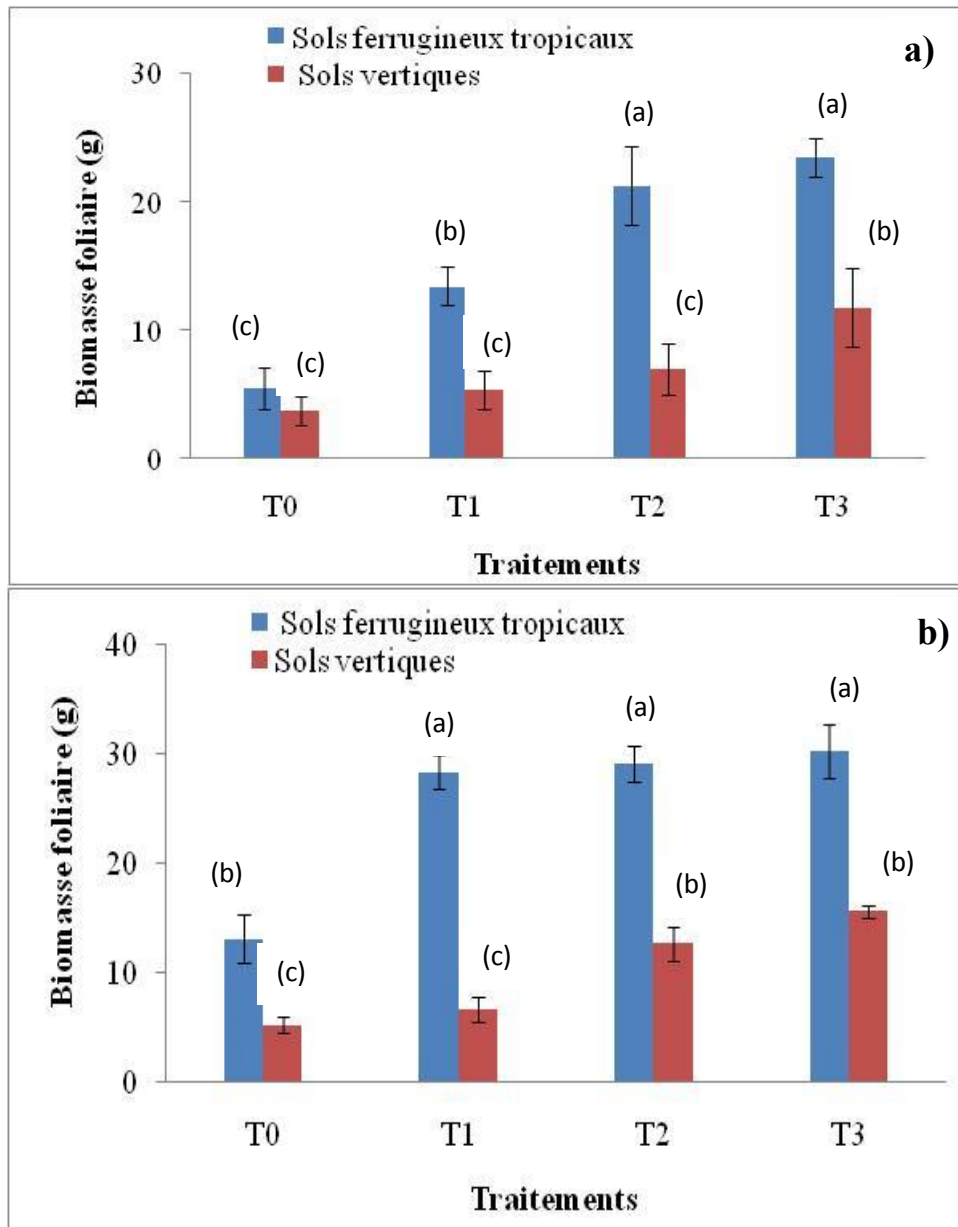 Sols ferrugineux tropicaux
a)
Sols vertiques
30
(a)
(a)
20
(b)
(b)
(c)
(c)
(c)
(c)
10
0
Biomasse foliaire (g)
T0 T1 T2 T3
Traitements
Sols ferrugineux tropicaux
b)
Sols vertiques
40
(a)
(a)
(a)
30
20
(b)
(b)
(b)
(c)
(c)
10
0
Biomasse foliaire (g)
T0 T1 T2 T3
Traitements